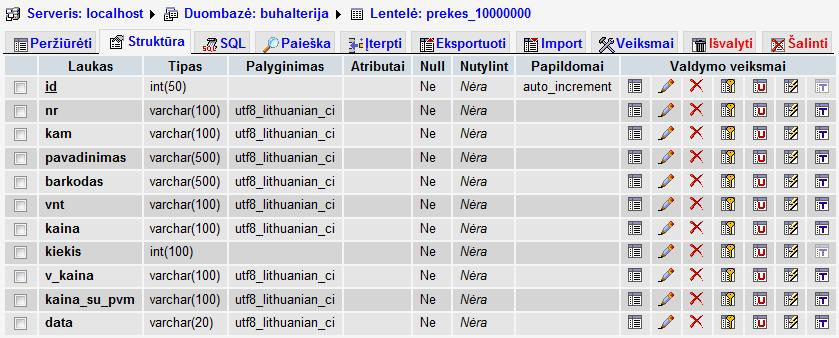 Serveris: localhost Duombazė: buhalterija Lentelė: prekes_10000000
Peržiūrėti Struktūra SQL Paieška Įterpti Eksportuoti Import Veiksmai Išvalyti Šalinti
Laukas Tipas Palyginimas Atributai Null Nutylint Papildomai Valdymo veiksmai
id int(50) Ne Nėra auto_increment
nr varchar(100) utf8_lithuanian_ci Ne Nėra
kam varchar(100) utf8_lithuanian_ci Ne Nėra
pavadinimas varchar(500) utf8_lithuanian_ci Ne Nėra
barkodas varchar(500) utf8_lithuanian_ci Ne Nėra
vnt varchar(100) utf8_lithuanian_ci Ne Nėra
kaina varchar(100) utf8_lithuanian_ci Ne Nėra
kiekis int(100) Ne Nėra
v_kaina varchar(100) utf8_lithuanian_ci Ne Nėra
kaina_su_pvm varchar(100) utf8_lithuanian_ci Ne Nėra
data varchar(20) utf8_lithuanian_ci Ne Nėra